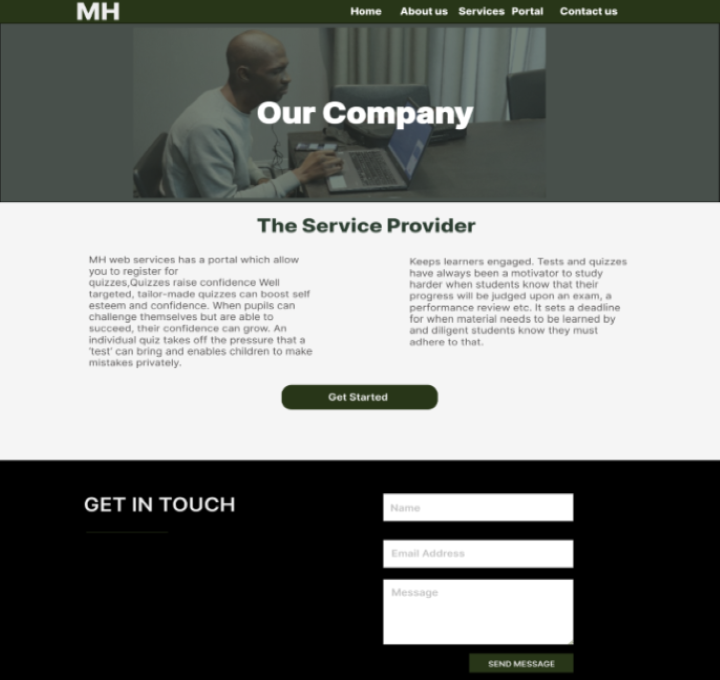 MH
Home About us Services Portal Contact us
Our Company
The Service Provider
MH web services has a portal which allow
you to register for
quizzes,Quizzes raise confidence Well
targeted, tailor-made quizzes can boost self
esteem and confidence. When pupils can
challenge themselves but are able to
succeed, their confidence can grow. An
individual quiz takes off the pressure that a
'test' can bring and enables children to make
mistakes privately.
Keeps learners engaged. Tests and quizzes
have always been a motivator to study
harder when students know that their
progress will be judged upon an exam, a
performance review etc. It sets a deadline
for when material needs to be learned by
and diligent students know they must
adhere to that.
Get Started
GET IN TOUCH
Name
Email Address
Message
SEND MESSAGE